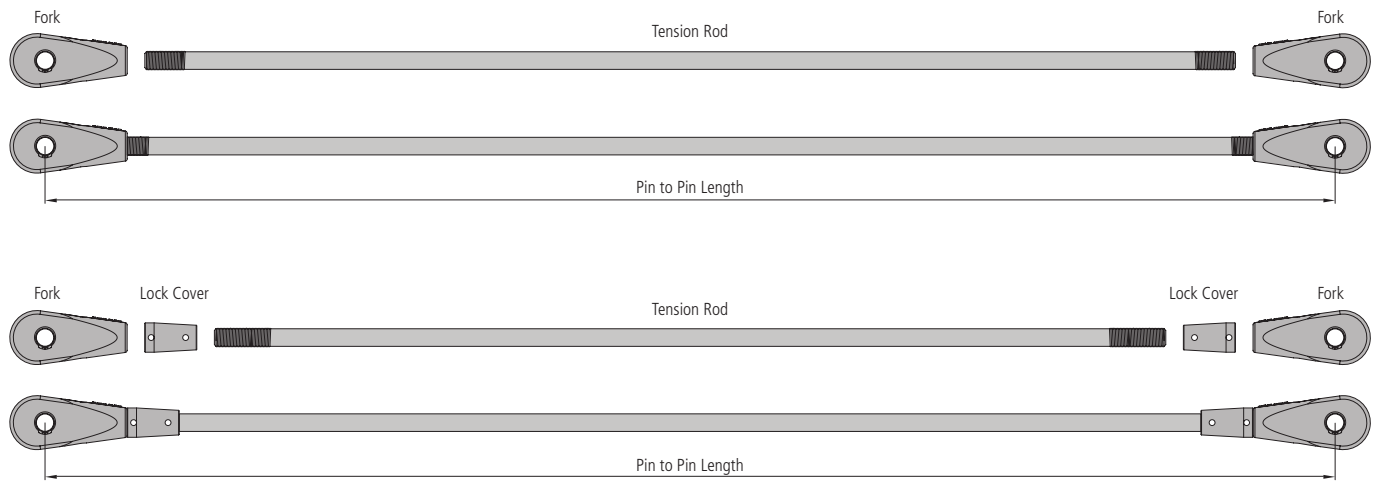 Fork
Tension Rod
Fork
Pin to Pin Length
Fork
Lock Cover
Tension Rod
Lock Cover
Fork
Pin to Pin Length